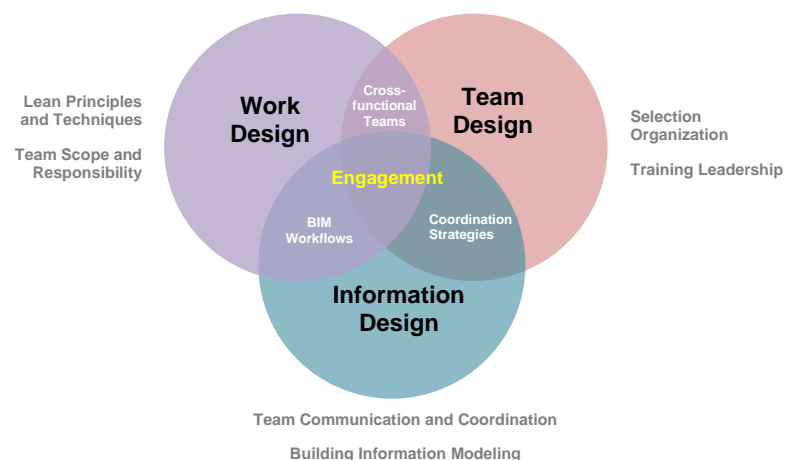 Cross-
functional
Teams
Work
Design
Team
Design
Lean Principles
and Techniques
Team Scope and
Responsibility
Selection
Organization
Training Leadership
Engagement
BIM
Workflows
Coordination
Strategies
Information
Design
Team Communication and Coordination
Building Information Modeling